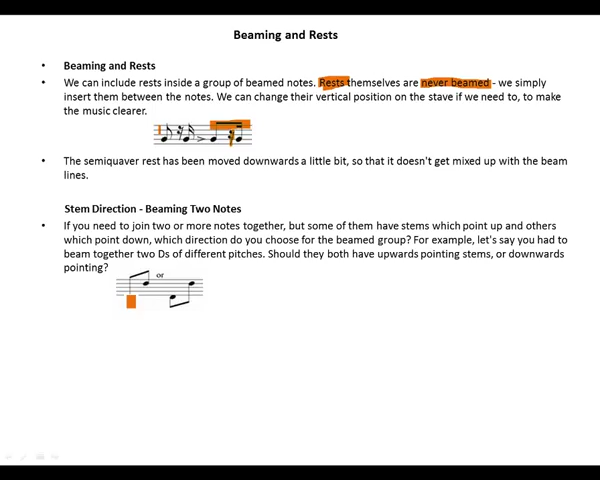 Beaming and Rests
• Beaming and Rests
• We can include rests inside a group of beamed notes. Rests themselves are never beamed - we simply
insert them between the notes. We can change their vertical position on the stave if we need to, to make
the music clearer.
• The semiquaver rest has been moved downwards a little bit, so that it doesn't get mixed up with the beam
lines.
Stem Direction - Beaming Two Notes
• If you need to join two or more notes together, but some of them have stems which point up and others
which point down, which direction do you choose for the beamed group? For example, let's say you had to
beam together two Ds of different pitches. Should they both have upwards pointing stems, or downwards
pointing?
or